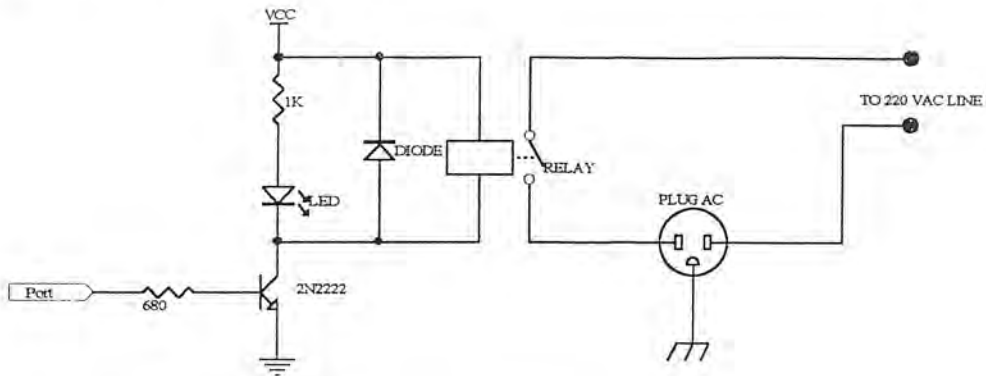 VCC
1K
DIODE
TO 220 VAC LINE
RELAY
LED
PLUG AC
2N2222
Port
680